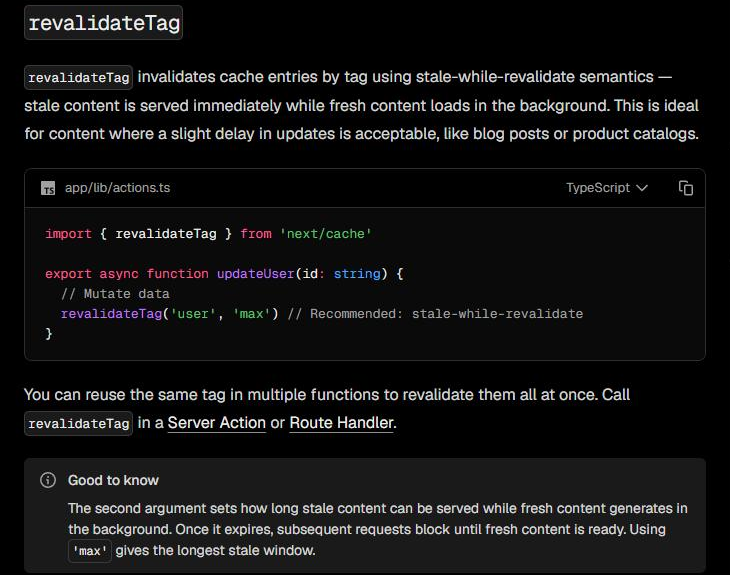 revalidateTag
revalidateTag invalidates cache entries by tag using stale-while-revalidate semantics —
stale content is served immediately while fresh content loads in the background. This is ideal
for content where a slight delay in updates is acceptable, like blog posts or product catalogs.
TS app/lib/actions.ts TypeScript
import { revalidateTag } from 'next/cache'
export async function updateUser(id: string) {
// Mutate data
revalidateTag('user', 'max') // Recommended: stale-while-revalidate
}
You can reuse the same tag in multiple functions to revalidate them all at once. Call
revalidateTag in a Server Action or Route Handler.
Good to know
The second argument sets how long stale content can be served while fresh content generates in
the background. Once it expires, subsequent requests block until fresh content is ready. Using
'max' gives the longest stale window.